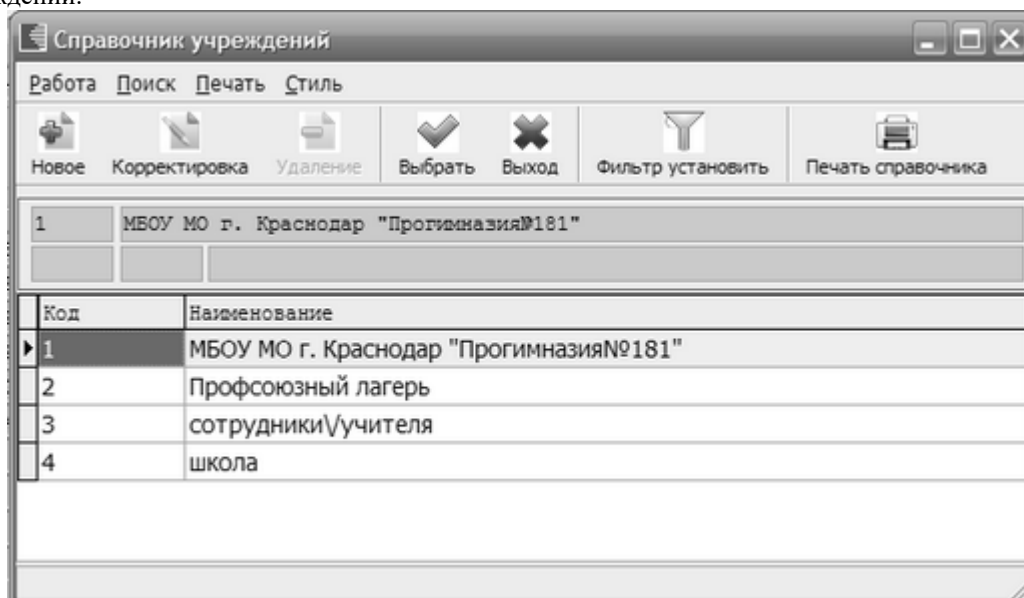 Справочник учреждений
Работа Поиск Печать Стиль
Новое Корректировка Удаление Выбрать Выход Фильтр установить Печать справочника
1 МБОУ МО г. Краснодар "Прогимназия№181"
Код Наименование
1 МБОУ МО г. Краснодар "Прогимназия№181"
2 Профсоюзный лагерь
3 сотрудники\/учителя
4 школа